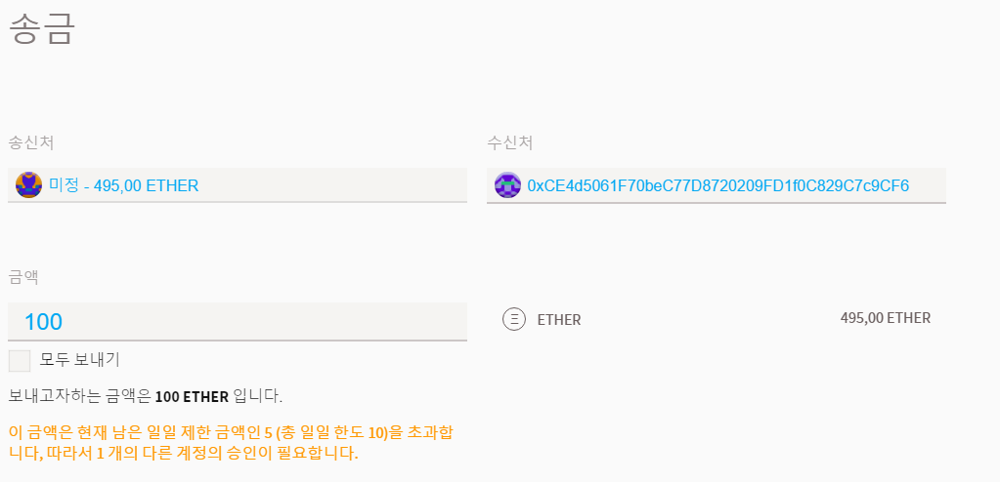 송금
송신처
수신처
미정 - 495,00 ETHER
0xCE4d5061F70beC77D8720209FD1f0C829C7c9CF6
금액
100
Ξ ETHER
495,00 ETHER
모두 보내기
보내고자하는 금액은 100 ETHER 입니다.
이 금액은 현재 남은 일일 제한 금액인 5 (총 일일 한도 10)을 초과합
니다, 따라서 1 개의 다른 계정의 승인이 필요합니다.